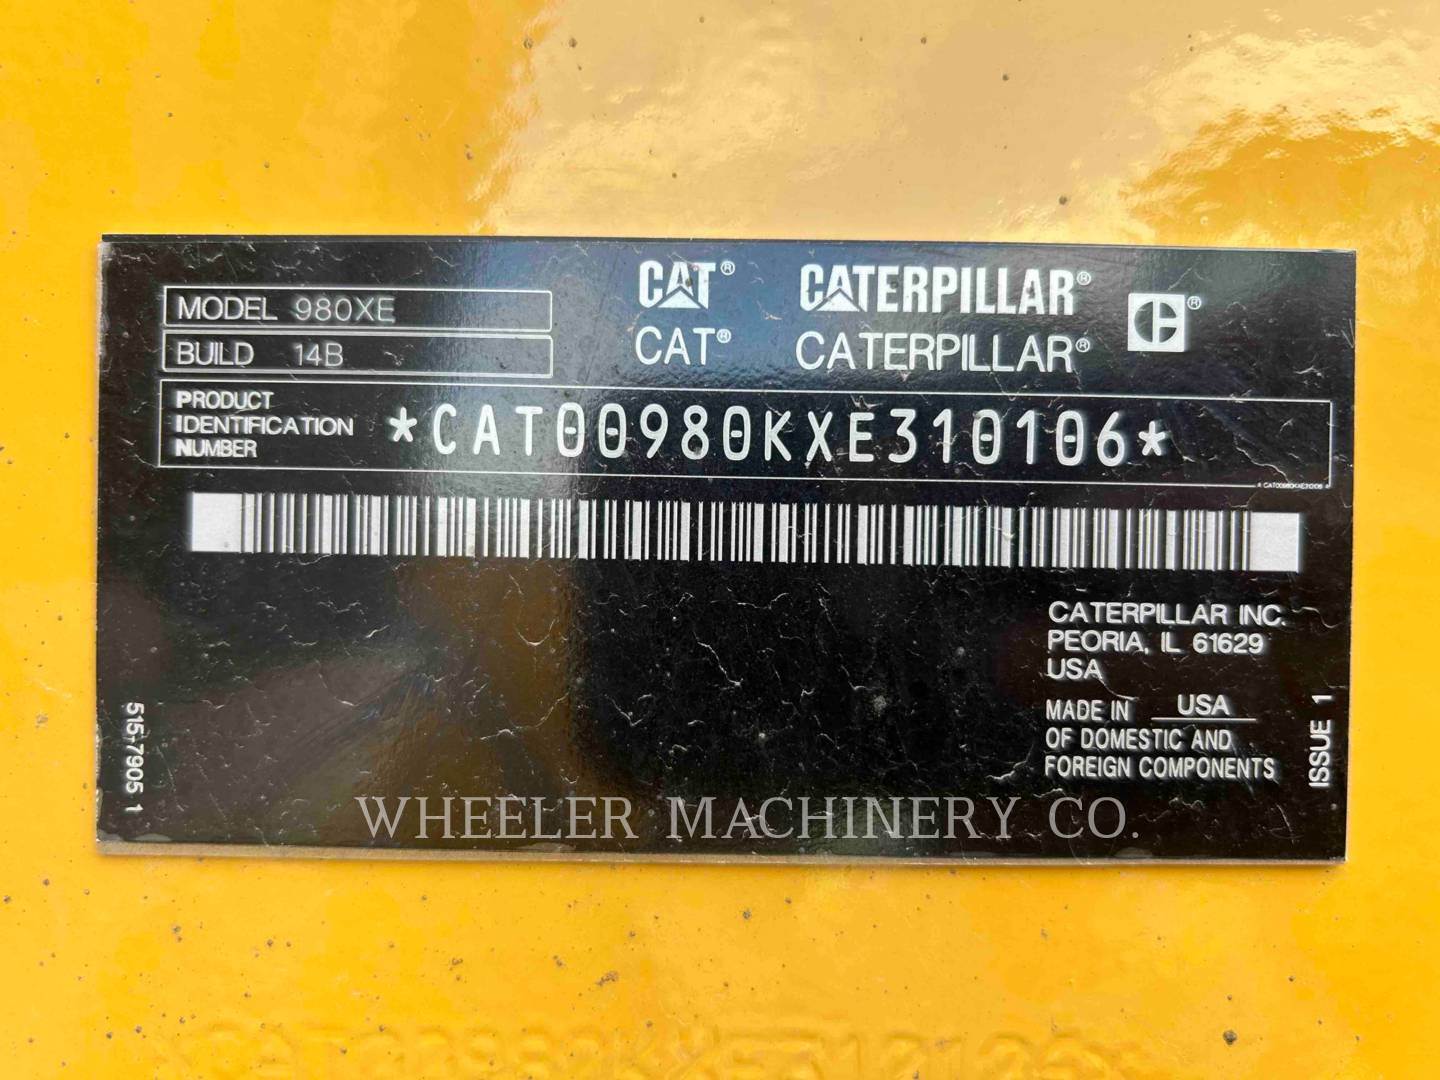 CAT® CATERPILLAR®
CAT® CATERPILLAR® C®
MODEL 980XE
BUILD 14B
PRODUCT
IDENTIFICATION
NUMBER
*CAT00980KXE310106*
CATERPILLAR INC.
PEORIA, IL 61629
USA
MADE IN USA
OF DOMESTIC AND
FOREIGN COMPONENTS
515-7905 1
ISSUE 1
WHEELER MACHINERY CO.
*CAT00980KXE310106*